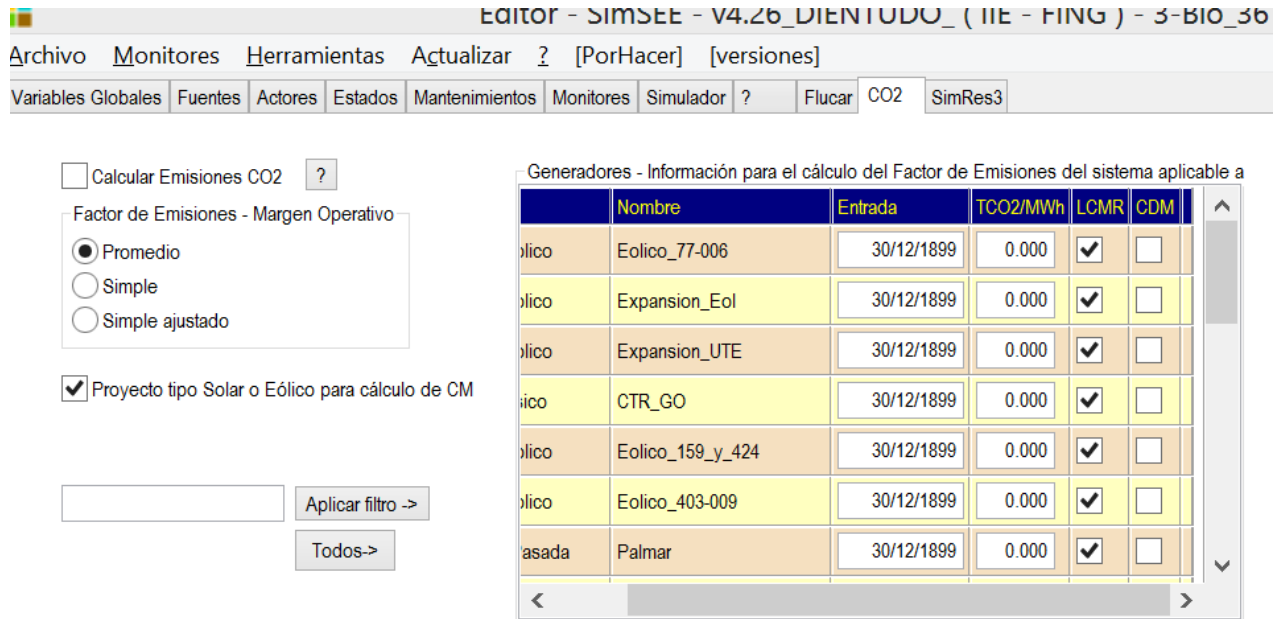 Editor - SimSEE - v4.26_DIENTUDO_ ( IIE - FING ) - 3-Bio_36
Archivo Monitores Herramientas Actualizar ? [PorHacer] [versiones]
Variables Globales Fuentes Actores Estados Mantenimientos Monitores Simulador ? Flucar CO2 SimRes3
Calcular Emisiones CO2 ?
Factor de Emisiones - Margen Operativo
Promedio
Simple
Simple ajustado
Proyecto tipo Solar o Eólico para cálculo de CM
Aplicar filtro ->
Todos->
Generadores - Información para el cálculo del Factor de Emisiones del sistema aplicable a
Nombre Entrada TCO2/MWh LCMR CDM
olico Eolico_77-006 30/12/1899 0.000
olico Expansion_Eol 30/12/1899 0.000
olico Expansion_UTE 30/12/1899 0.000
sico CTR_GO 30/12/1899 0.000
olico Eolico_159_y_424 30/12/1899 0.000
olico Eolico_403-009 30/12/1899 0.000
Pasada Palmar 30/12/1899 0.000